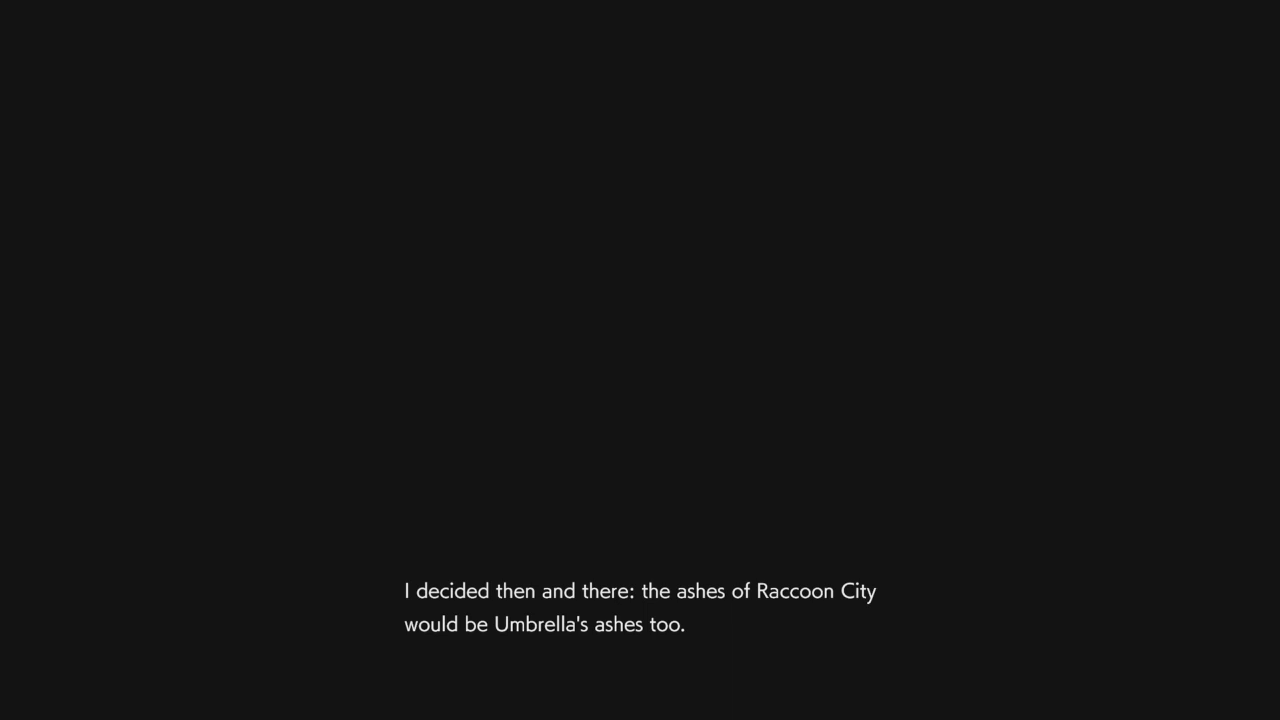 I decided then and there: the ashes of Raccoon City
would be Umbrella's ashes too.